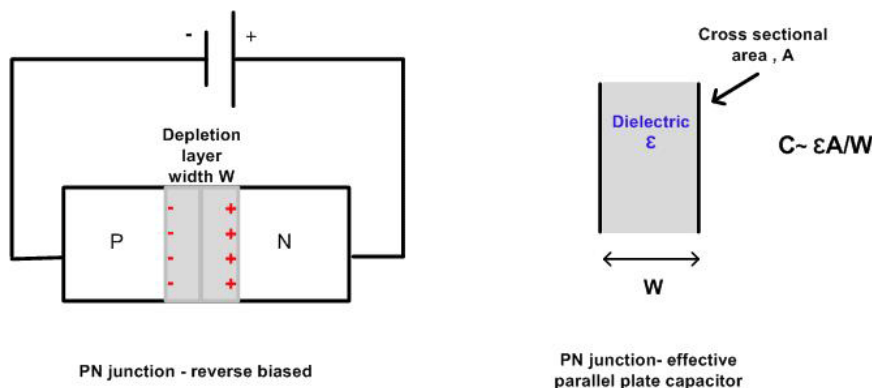 - +
Cross sectional
area , A
Depletion
layer
width W
Dielectric
ε
C~ εA/W
- +
- +
- +
- +
P
N
W
PN junction - reverse biased
PN junction- effective
parallel plate capacitor